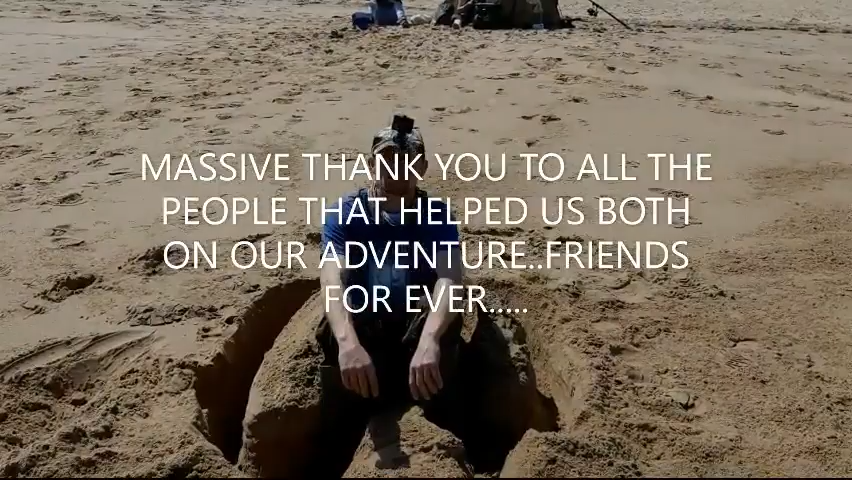 MASSIVE THANK YOU TO ALL THE
PEOPLE THAT HELPED US BOTH
ON OUR ADVENTURE..FRIENDS
FOR EVER.....